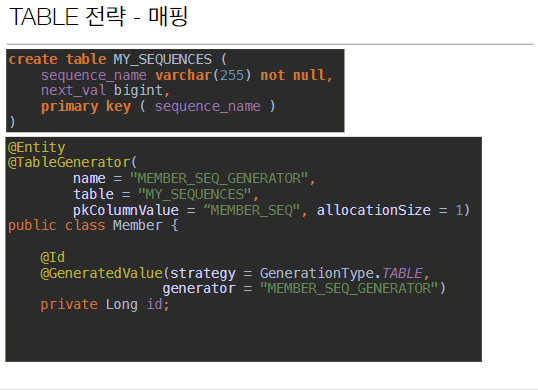 TABLE 전략 - 매핑
create table MY_SEQUENCES (
    sequence_name varchar(255) not null,
    next_val bigint,
    primary key ( sequence_name )
)
@Entity
@TableGenerator(
        name = "MEMBER_SEQ_GENERATOR",
        table = "MY_SEQUENCES",
        pkColumnValue = “MEMBER_SEQ", allocationSize = 1)
public class Member {
    @Id
    @GeneratedValue(strategy = GenerationType.TABLE,
                   generator = "MEMBER_SEQ_GENERATOR")
    private Long id;